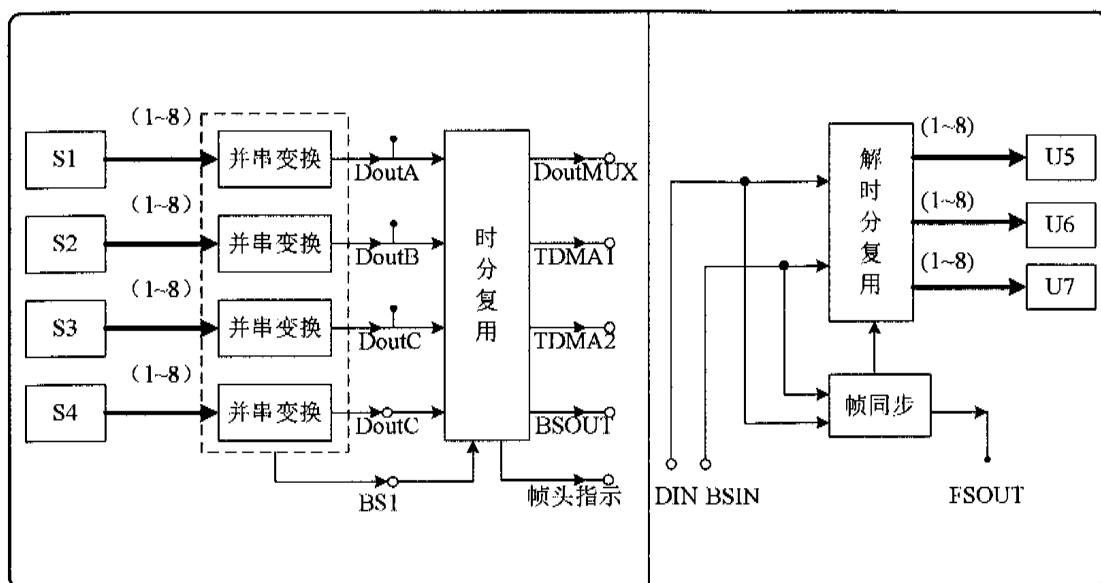 (1~8)
S1
并串变换
DoutA
(1~8)
S2
并串变换
DoutB
(1~8)
S3
并串变换
DoutC
(1~8)
S4
并串变换
DoutC
BS1
时分复用
DoutMUX
TDMA1
TDMA2
BSOUT
帧头指示
解时分复用
(1~8)
U5
(1~8)
U6
(1~8)
U7
帧同步
DIN BSIN
FSOUT